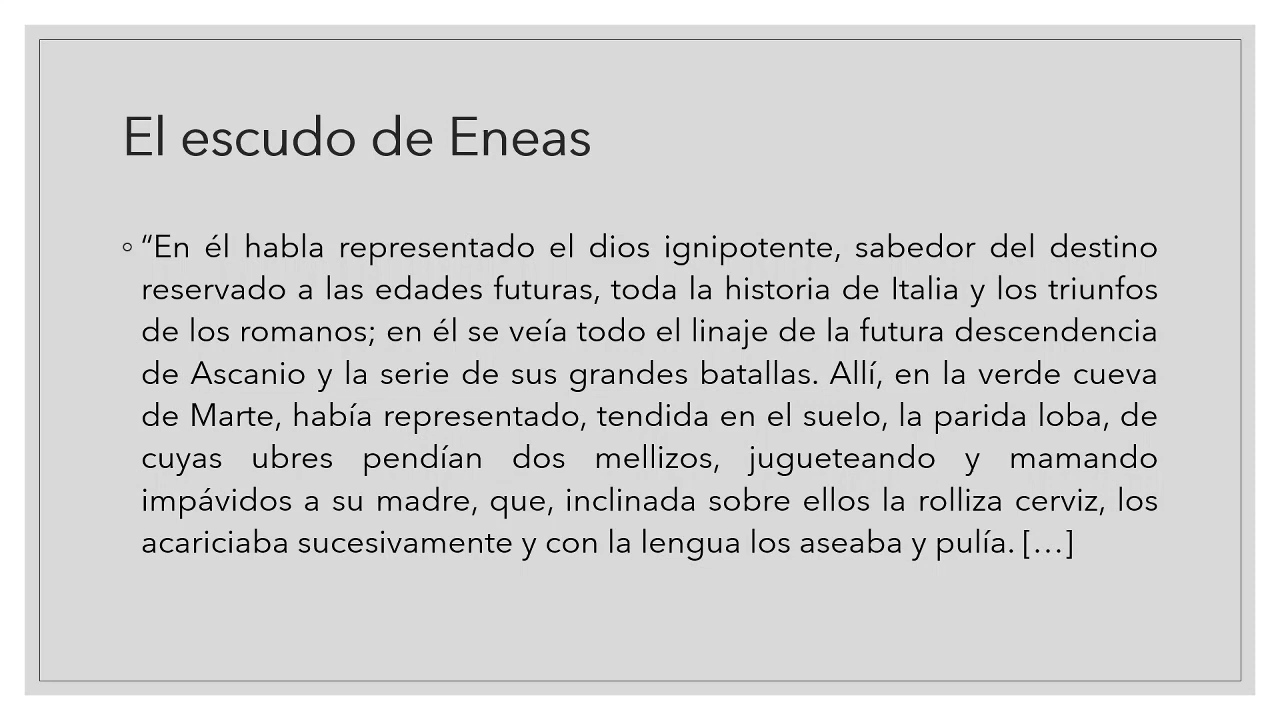 El escudo de Eneas
◦ “En él habla representado el dios ignipotente, sabedor del destino
reservado a las edades futuras, toda la historia de Italia y los triunfos
de los romanos; en él se veía todo el linaje de la futura descendencia
de Ascanio y la serie de sus grandes batallas. Allí, en la verde cueva
de Marte, había representado, tendida en el suelo, la parida loba, de
cuyas ubres pendían dos mellizos, jugueteando y mamando
impávidos a su madre, que, inclinada sobre ellos la rolliza cerviz, los
acariciaba sucesivamente y con la lengua los aseaba y pulía. […]